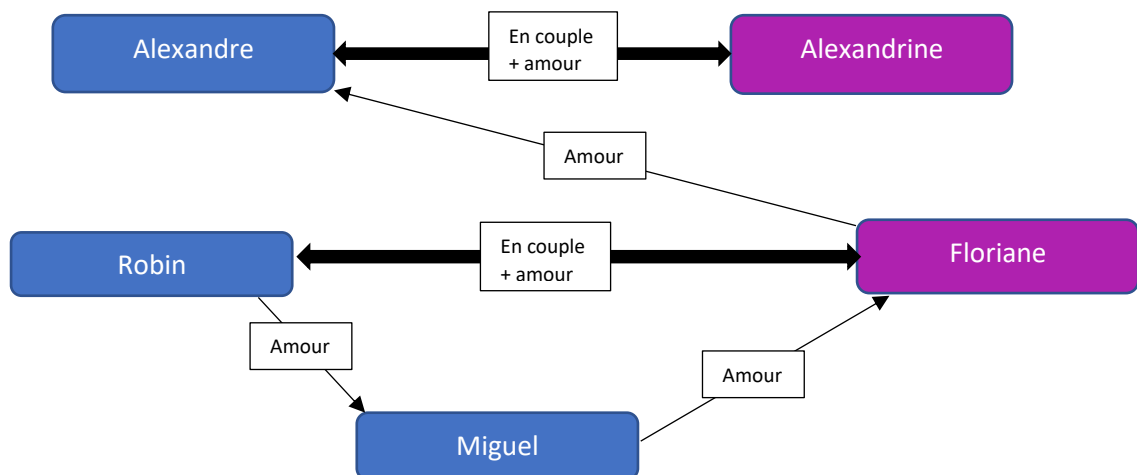 Alexandre
En couple
+ amour
Alexandrine
Amour
Robin
En couple
+ amour
Floriane
Amour
Amour
Miguel